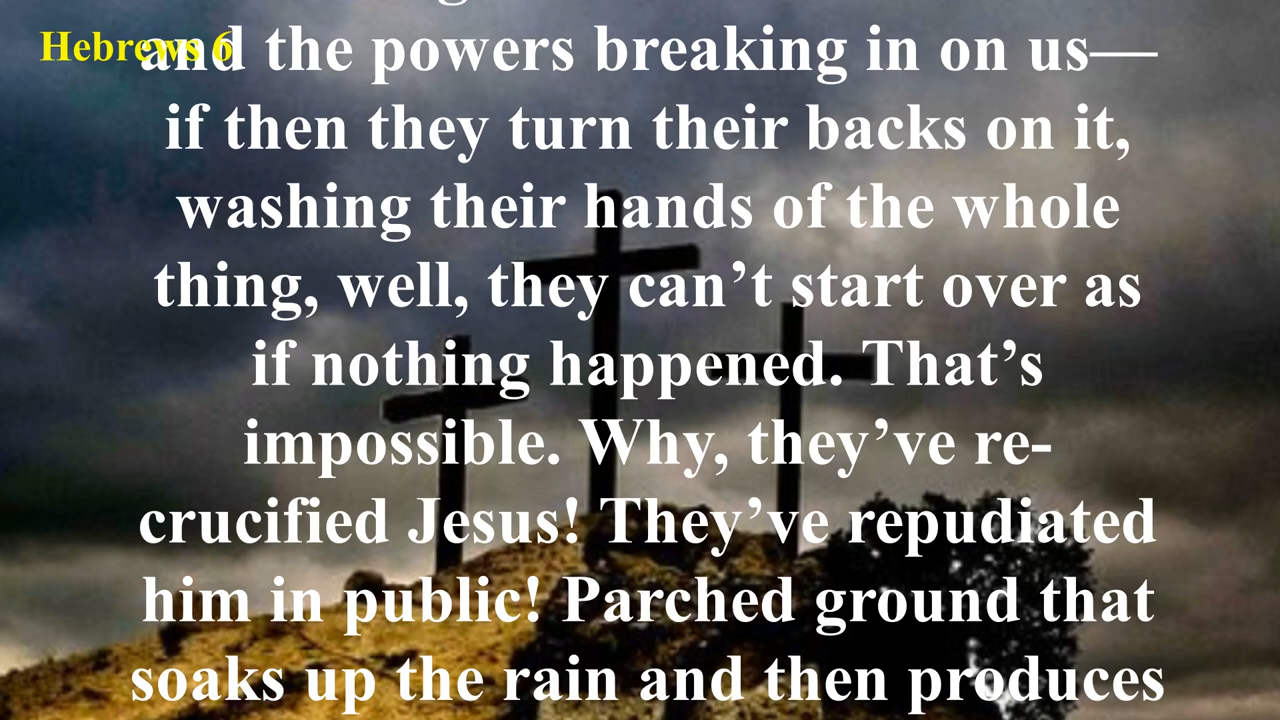 Hebrews 6
and the powers breaking in on us—
if then they turn their backs on it,
washing their hands of the whole
thing, well, they can’t start over as
if nothing happened. That’s
impossible. Why, they’ve re-
crucified Jesus! They’ve repudiated
him in public! Parched ground that
soaks up the rain and then produces